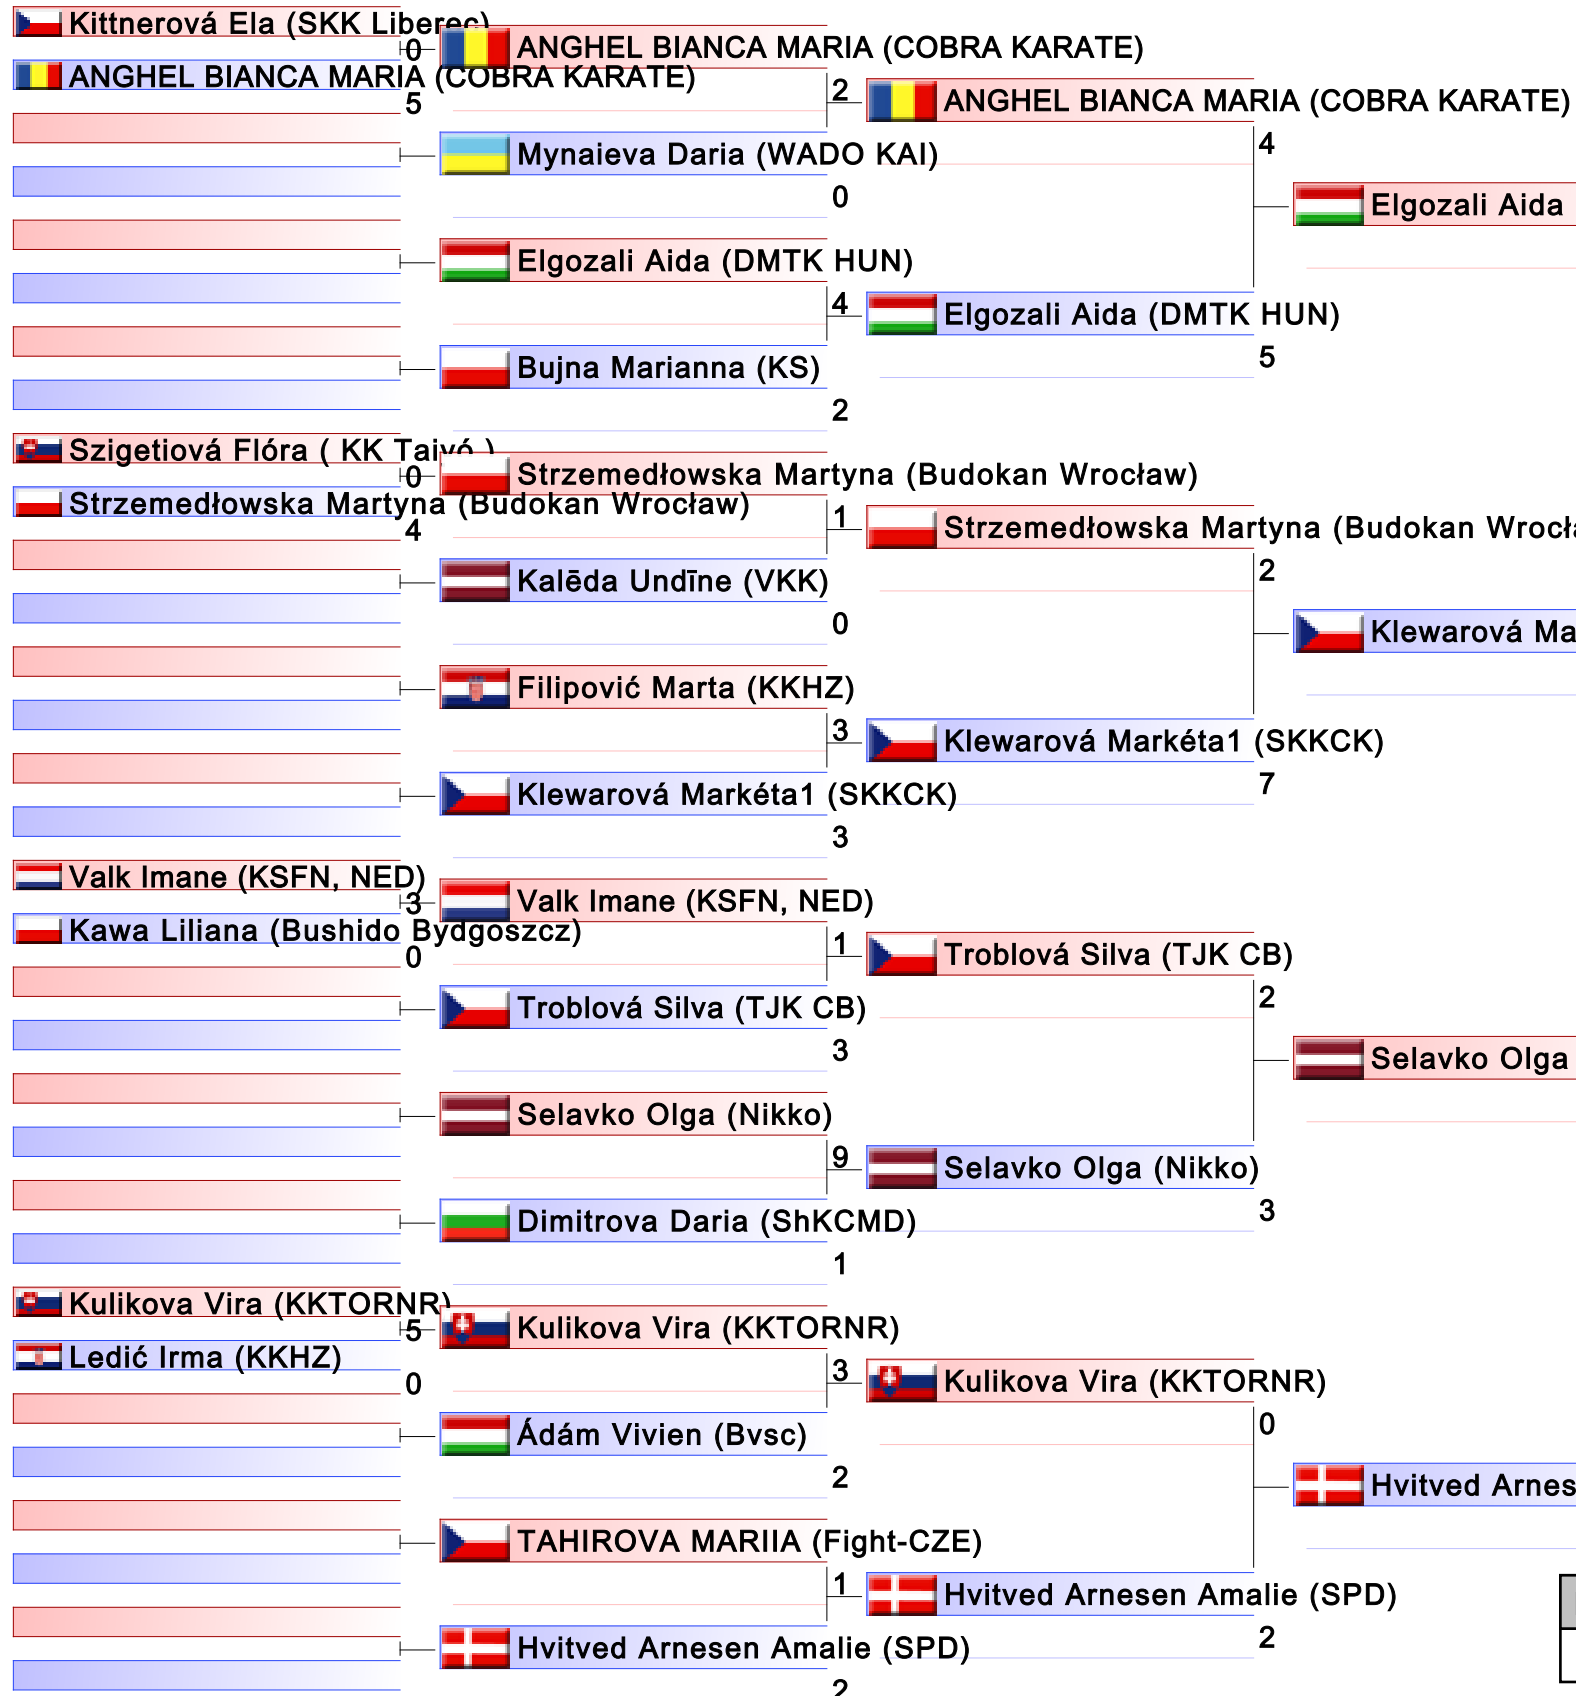 Kittnerová Ela (SKK Liberec)
0
ANGHEL BIANCA MARIA (COBRA KARATE)
5
Szigetiová Flóra ( KK Taiyó )
0
Strzemedłowska Martyna (Budokan Wrocław)
4
Valk Imane (KSFN, NED)
3
Kawa Liliana (Bushido Bydgoszcz)
0
Kulikova Vira (KKTORNR)
5
Ledić Irma (KKHZ)
0
ANGHEL BIANCA MARIA (COBRA KARATE)
2
Mynaieva Daria (WADO KAI)
0
Elgozali Aida (DMTK HUN)
4
Bujna Marianna (KS)
2
Strzemedłowska Martyna (Budokan Wrocław)
1
Kalēda Undīne (VKK)
0
Filipović Marta (KKHZ)
3
Klewarová Markéta1 (SKKCK)
3
Valk Imane (KSFN, NED)
1
Troblová Silva (TJK CB)
3
Selavko Olga (Nikko)
9
Dimitrova Daria (ShKCMD)
1
Kulikova Vira (KKTORNR)
3
Ádám Vivien (Bvsc)
2
TAHIROVA MARIIA (Fight-CZE)
1
Hvitved Arnesen Amalie (SPD)
2
ANGHEL BIANCA MARIA (COBRA KARATE)
4
Elgozali Aida (DMTK HUN)
5
Strzemedłowska Martyna (Budokan Wrocł
2
Klewarová Markéta1 (SKKCK)
7
Troblová Silva (TJK CB)
2
Selavko Olga (Nikko)
3
Kulikova Vira (KKTORNR)
0
Hvitved Arnesen Amalie (SPD)
2
Elgozali Aida
Klewarová Ma
Selavko Olga
Hvitved Arnes